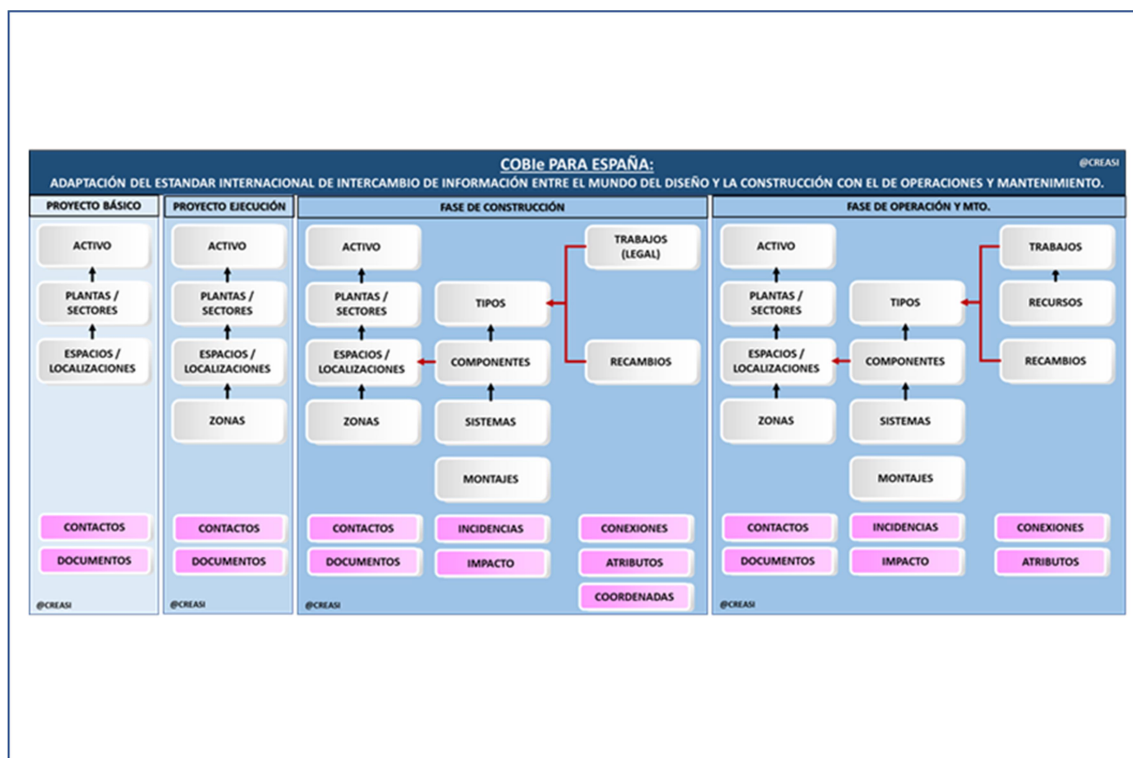 COBIe PARA ESPAÑA:
@CREASI
ADAPTACIÓN DEL ESTANDAR INTERNACIONAL DE INTERCAMBIO DE INFORMACIÓN ENTRE EL MUNDO DEL DISEÑO Y LA CONSTRUCCIÓN CON EL DE OPERACIONES Y MANTENIMIENTO.
PROYECTO BÁSICO
ACTIVO
PLANTAS /
SECTORES
ESPACIOS /
LOCALIZACIONES
CONTACTOS
DOCUMENTOS
@CREASI
PROYECTO EJECUCIÓN
ACTIVO
PLANTAS /
SECTORES
ESPACIOS /
LOCALIZACIONES
ZONAS
CONTACTOS
DOCUMENTOS
@CREASI
FASE DE CONSTRUCCIÓN
ACTIVO
PLANTAS /
SECTORES
ESPACIOS /
LOCALIZACIONES
ZONAS
TIPOS
COMPONENTES
SISTEMAS
MONTAJES
TRABAJOS
(LEGAL)
RECAMBIOS
CONTACTOS
DOCUMENTOS
INCIDENCIAS
IMPACTO
CONEXIONES
ATRIBUTOS
COORDENADAS
@CREASI
FASE DE OPERACIÓN Y MTO.
ACTIVO
PLANTAS /
SECTORES
ESPACIOS /
LOCALIZACIONES
ZONAS
TIPOS
COMPONENTES
SISTEMAS
MONTAJES
TRABAJOS
RECURSOS
RECAMBIOS
CONTACTOS
DOCUMENTOS
INCIDENCIAS
IMPACTO
CONEXIONES
ATRIBUTOS
@CREASI